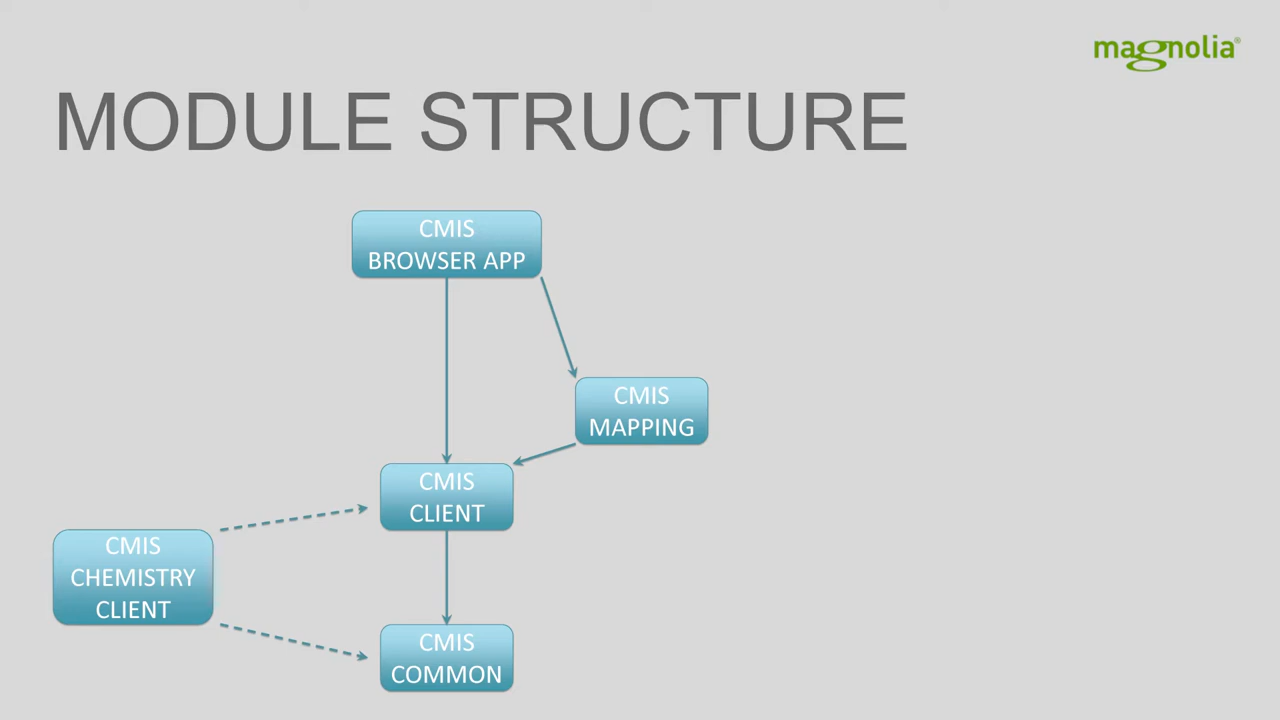 magnolia®
MODULE STRUCTURE
CMIS
BROWSER APP
CMIS
MAPPING
CMIS
CLIENT
CMIS
CHEMISTRY
CLIENT
CMIS
COMMON